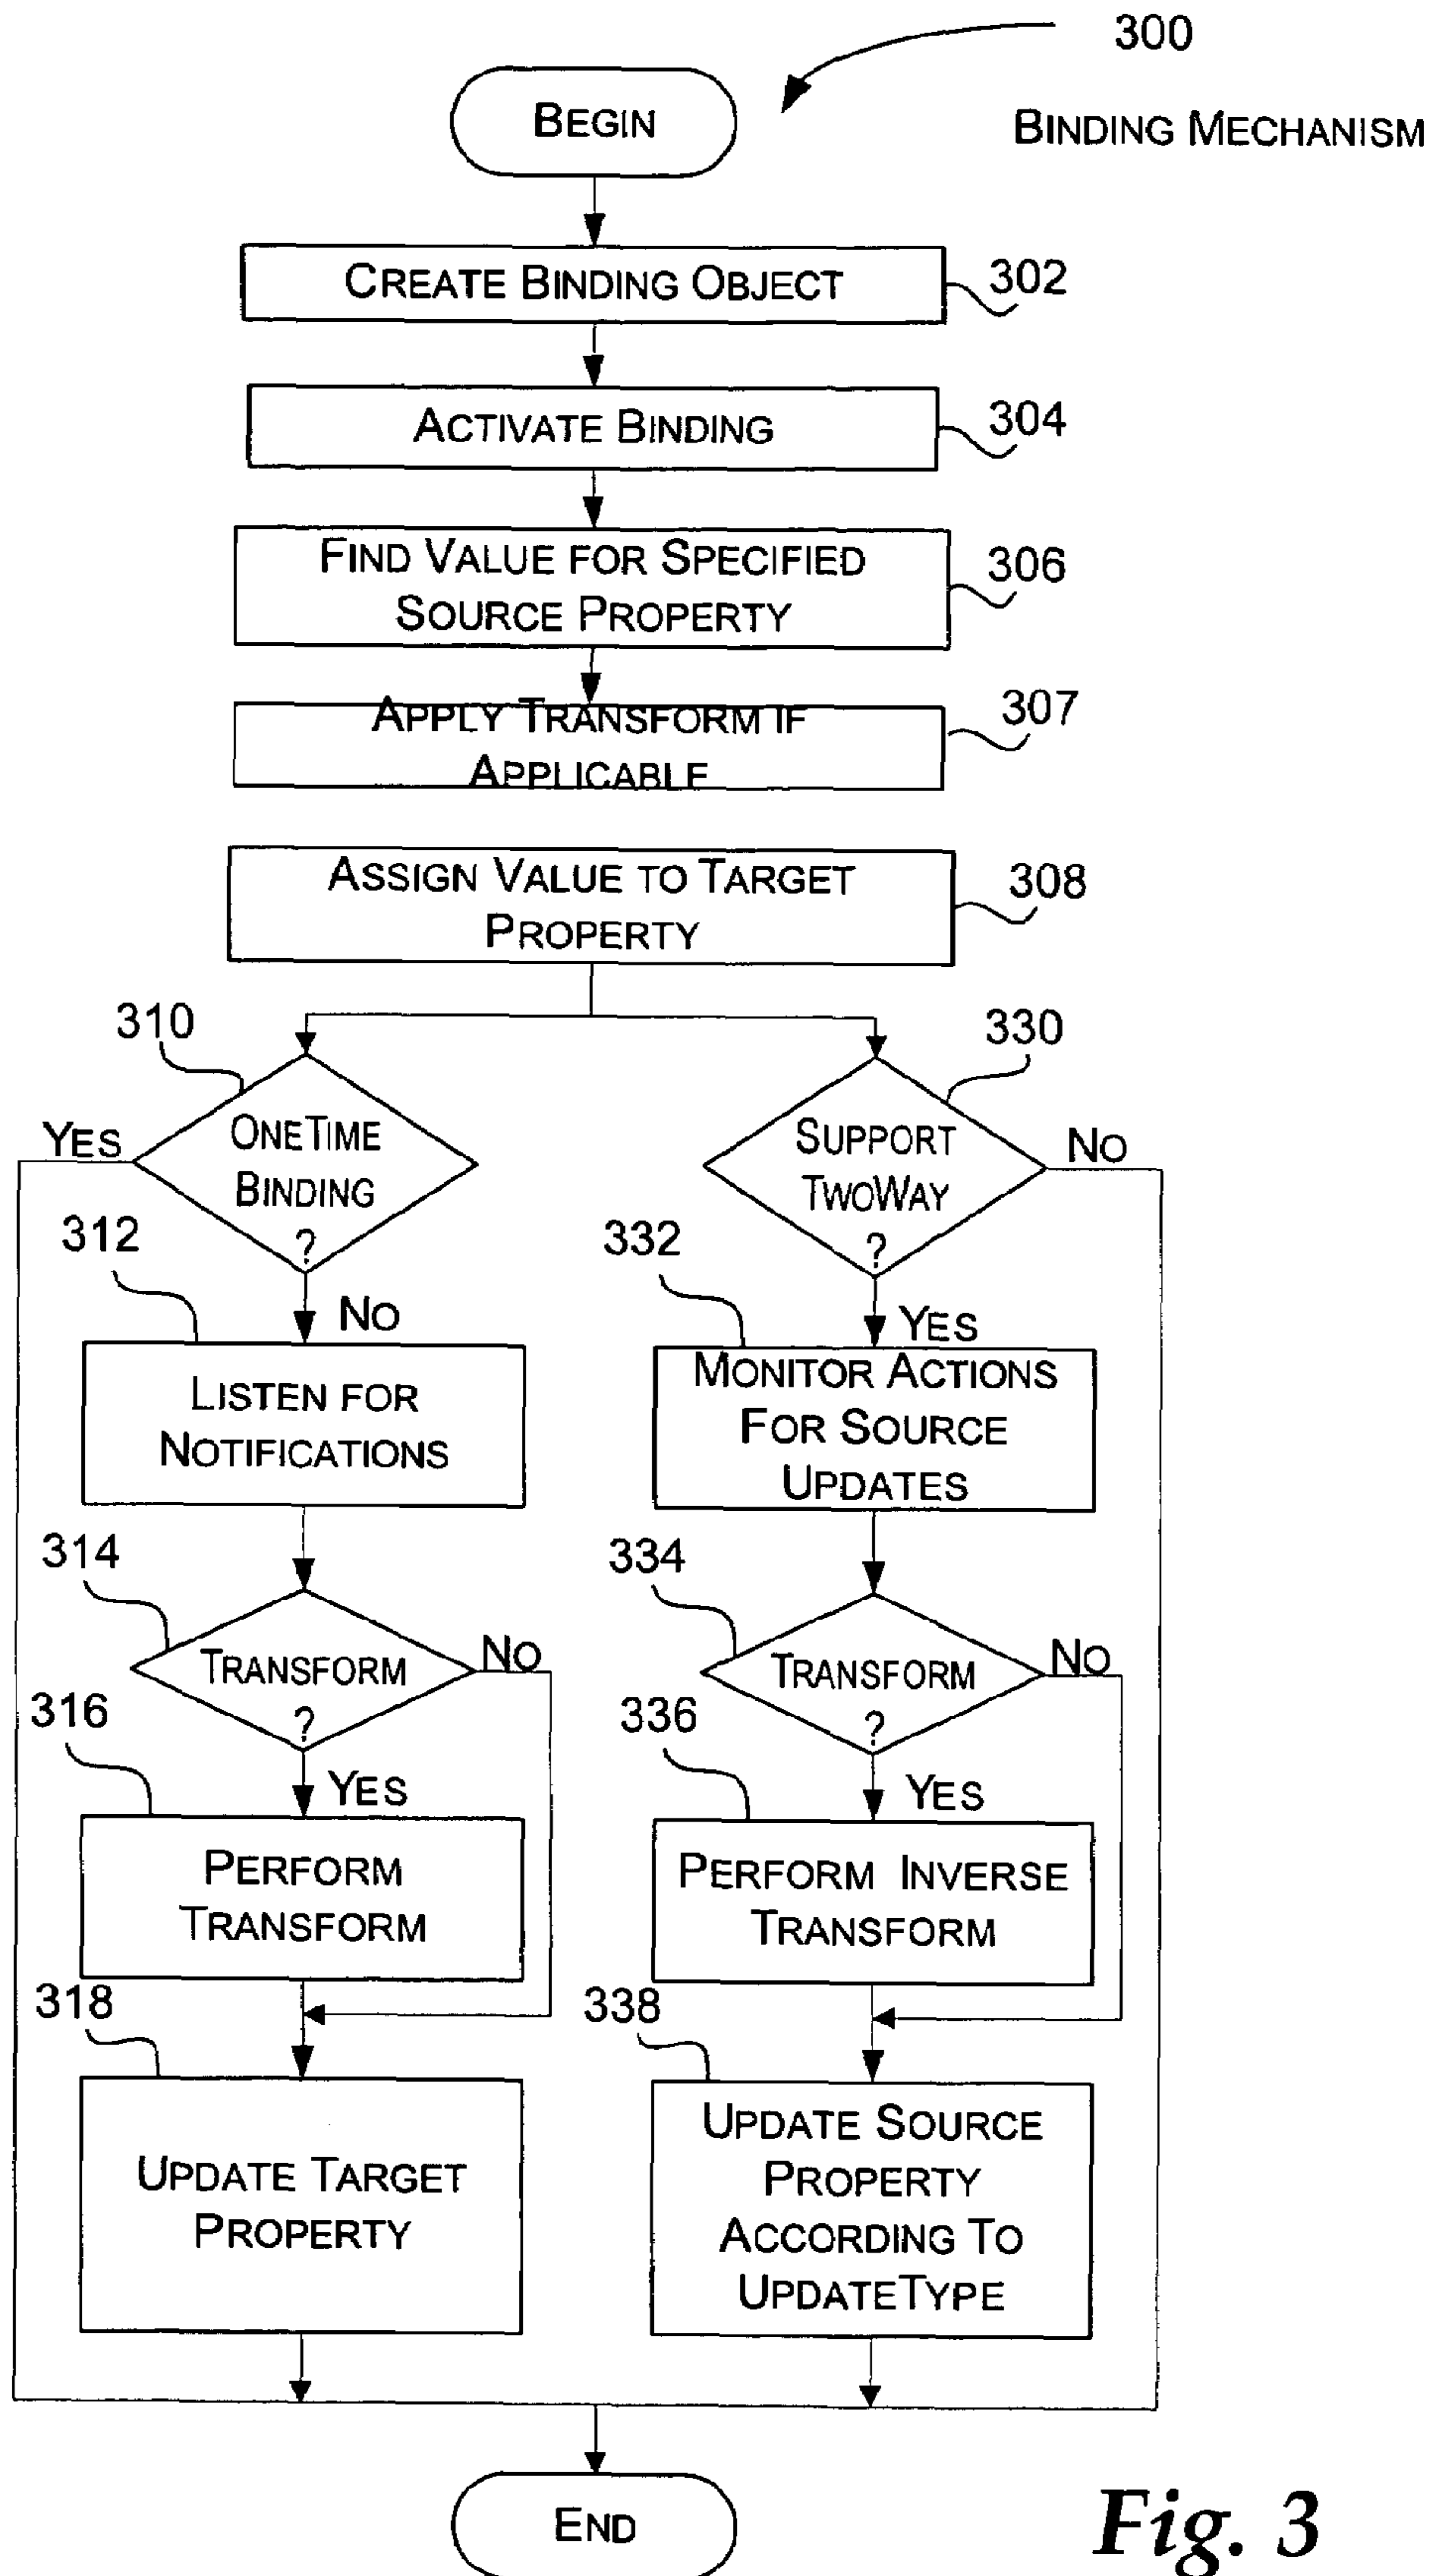 300
BINDING MECHANISM
BEGIN
CREATE BINDING OBJECT
302
ACTIVATE BINDING
304
FIND VALUE FOR SPECIFIED
SOURCE PROPERTY
306
APPLY TRANSFORM IF
APPLICABLE
307
ASSIGN VALUE TO TARGET
PROPERTY
308
310
330
YES
ONETIME
BINDING
?
SUPPORT
TWOWAY
?
NO
312
NO
332
YES
LISTEN FOR
NOTIFICATIONS
MONITOR ACTIONS
FOR SOURCE
UPDATES
314
334
TRANSFORM
?
NO
TRANSFORM
?
NO
316
YES
336
YES
PERFORM
TRANSFORM
PERFORM INVERSE
TRANSFORM
318
338
UPDATE TARGET
PROPERTY
UPDATE SOURCE
PROPERTY
ACCORDING TO
UPDATETYPE
END
Fig. 3